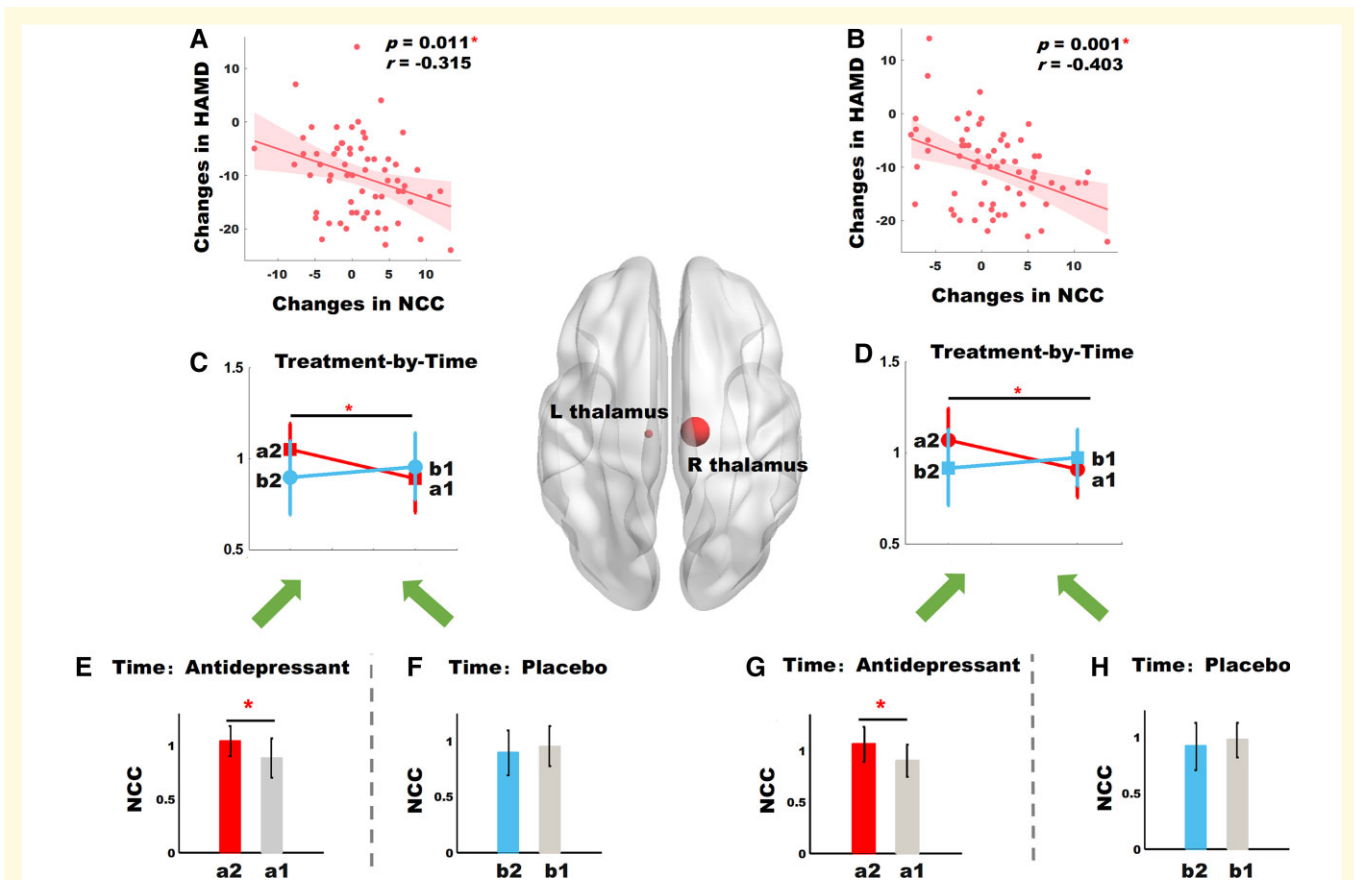 A
p = 0.011*
r = -0.315
Changes in HAMD
10
0
-10
-20
-10
-5
0
5
10
Changes in NCC
B
p = 0.001*
r = -0.403
Changes in HAMD
10
0
-10
-20
-5
0
5
10
Changes in NCC
C
Treatment-by-Time
1.5
1
0.5
*
a2
b2
b1
a1
L thalamus
R thalamus
D
Treatment-by-Time
1.5
1
0.5
*
a2
b2
b1
a1
E Time: Antidepressant
*
NCC
1
0.5
0
a2 a1
F Time: Placebo
NCC
1
0.5
0
b2 b1
G Time: Antidepressant
*
NCC
1
0.5
0
a2 a1
H Time: Placebo
NCC
1
0.5
0
b2 b1